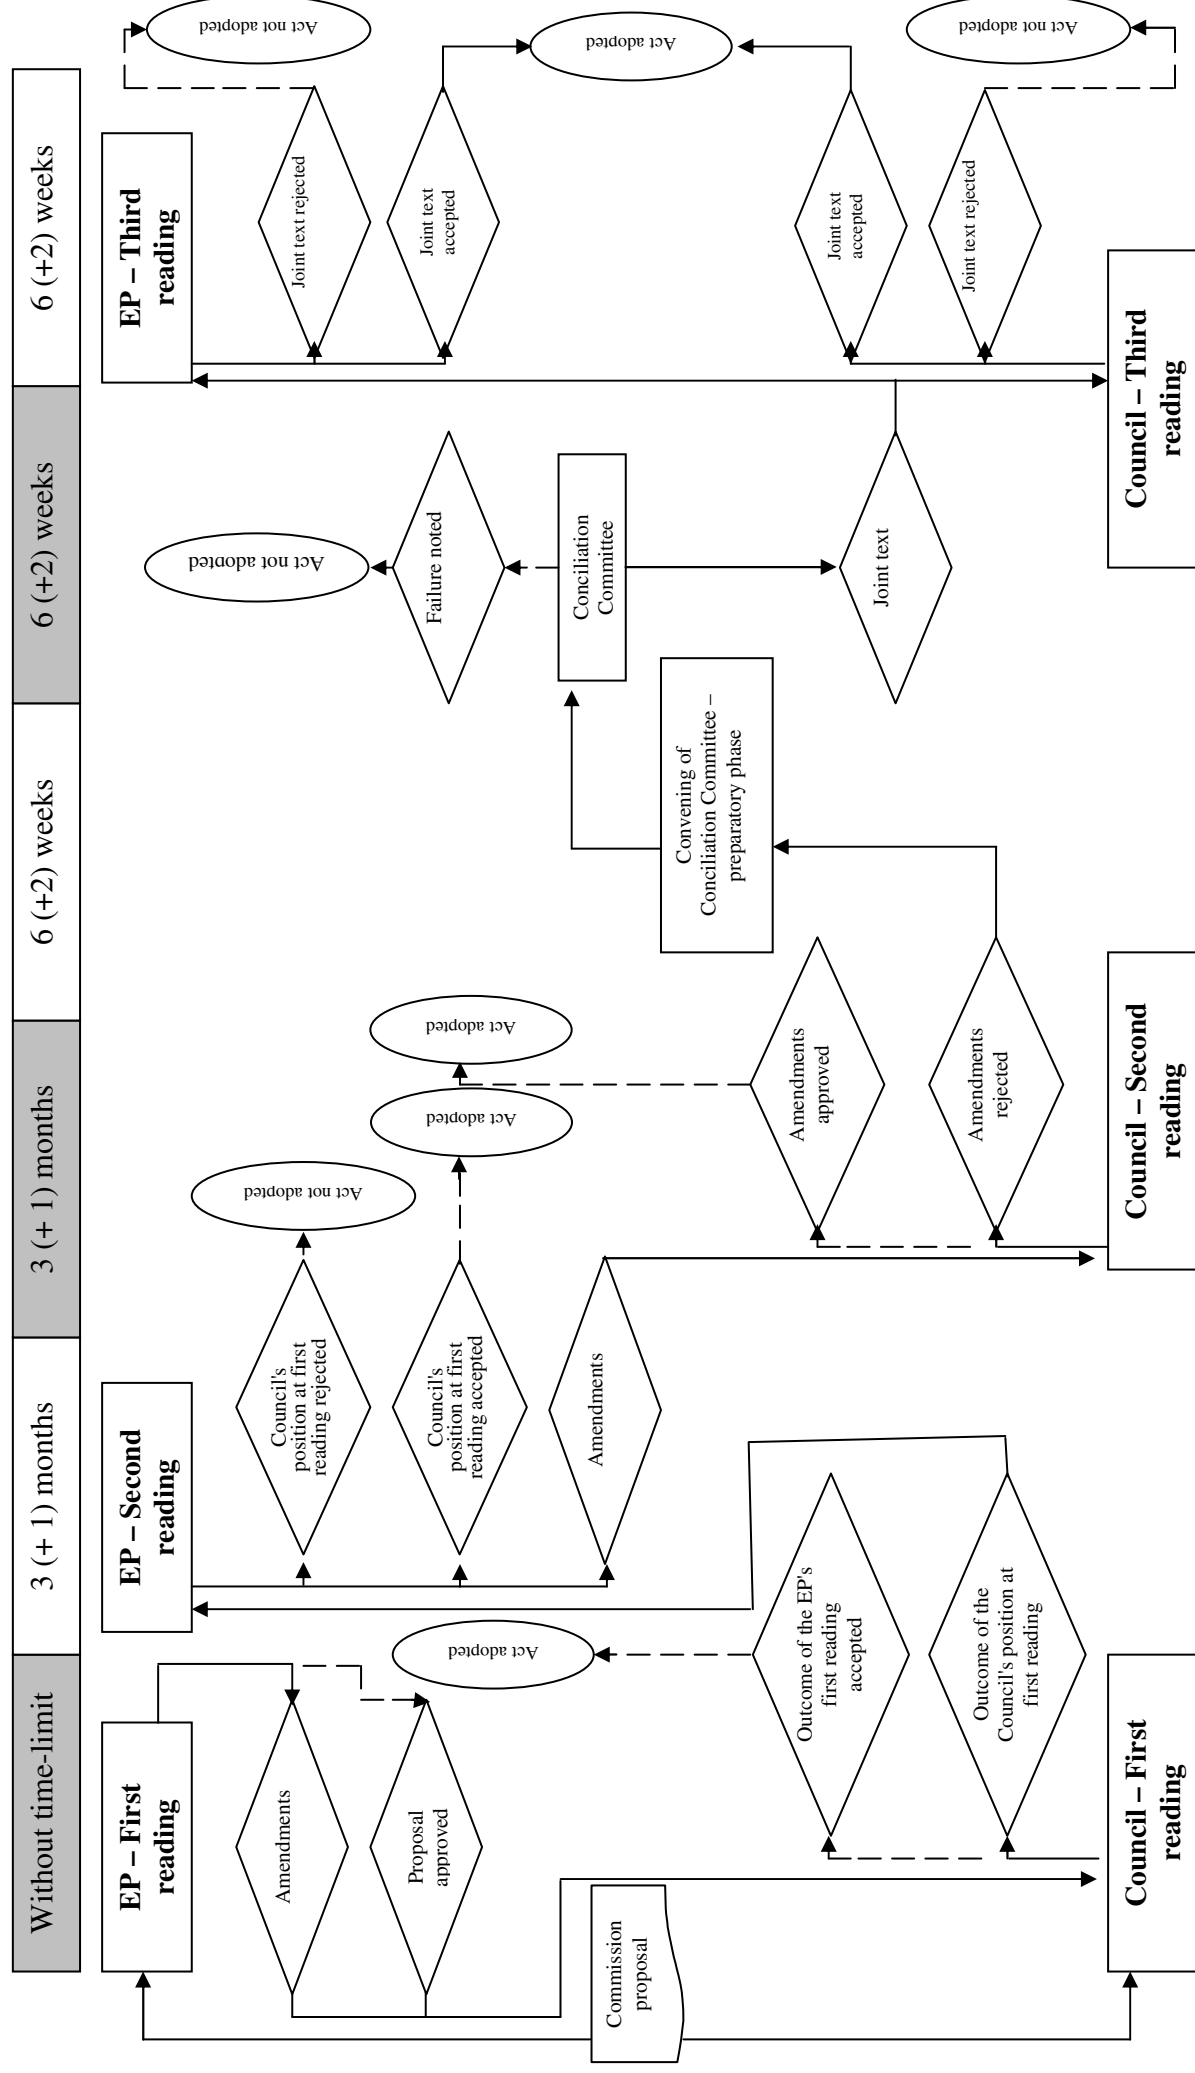 Without time-limit
3 (+ 1) months
3 (+ 1) months
6 (+2) weeks
6 (+2) weeks
6 (+2) weeks
EP – First
reading
EP – Second
reading
EP – Third
reading
Amendments
Proposal
approved
Commission
proposal
Council – First
reading
Outcome of the EP's
first reading
accepted
Outcome of the
Council's position at
first reading
Act adopted
Council's
position at first
reading rejected
Council's
position at first
reading accepted
Amendments
Act not adopted
Act adopted
Act adopted
Amendments
approved
Amendments
rejected
Council – Second
reading
Convening of
Conciliation Committee –
preparatory phase
Conciliation
Committee
Failure noted
Act not adopted
Joint text
Joint text rejected
Joint text
accepted
Joint text
accepted
Joint text rejected
Council – Third
reading
Act not adopted
Act adopted
Act not adopted